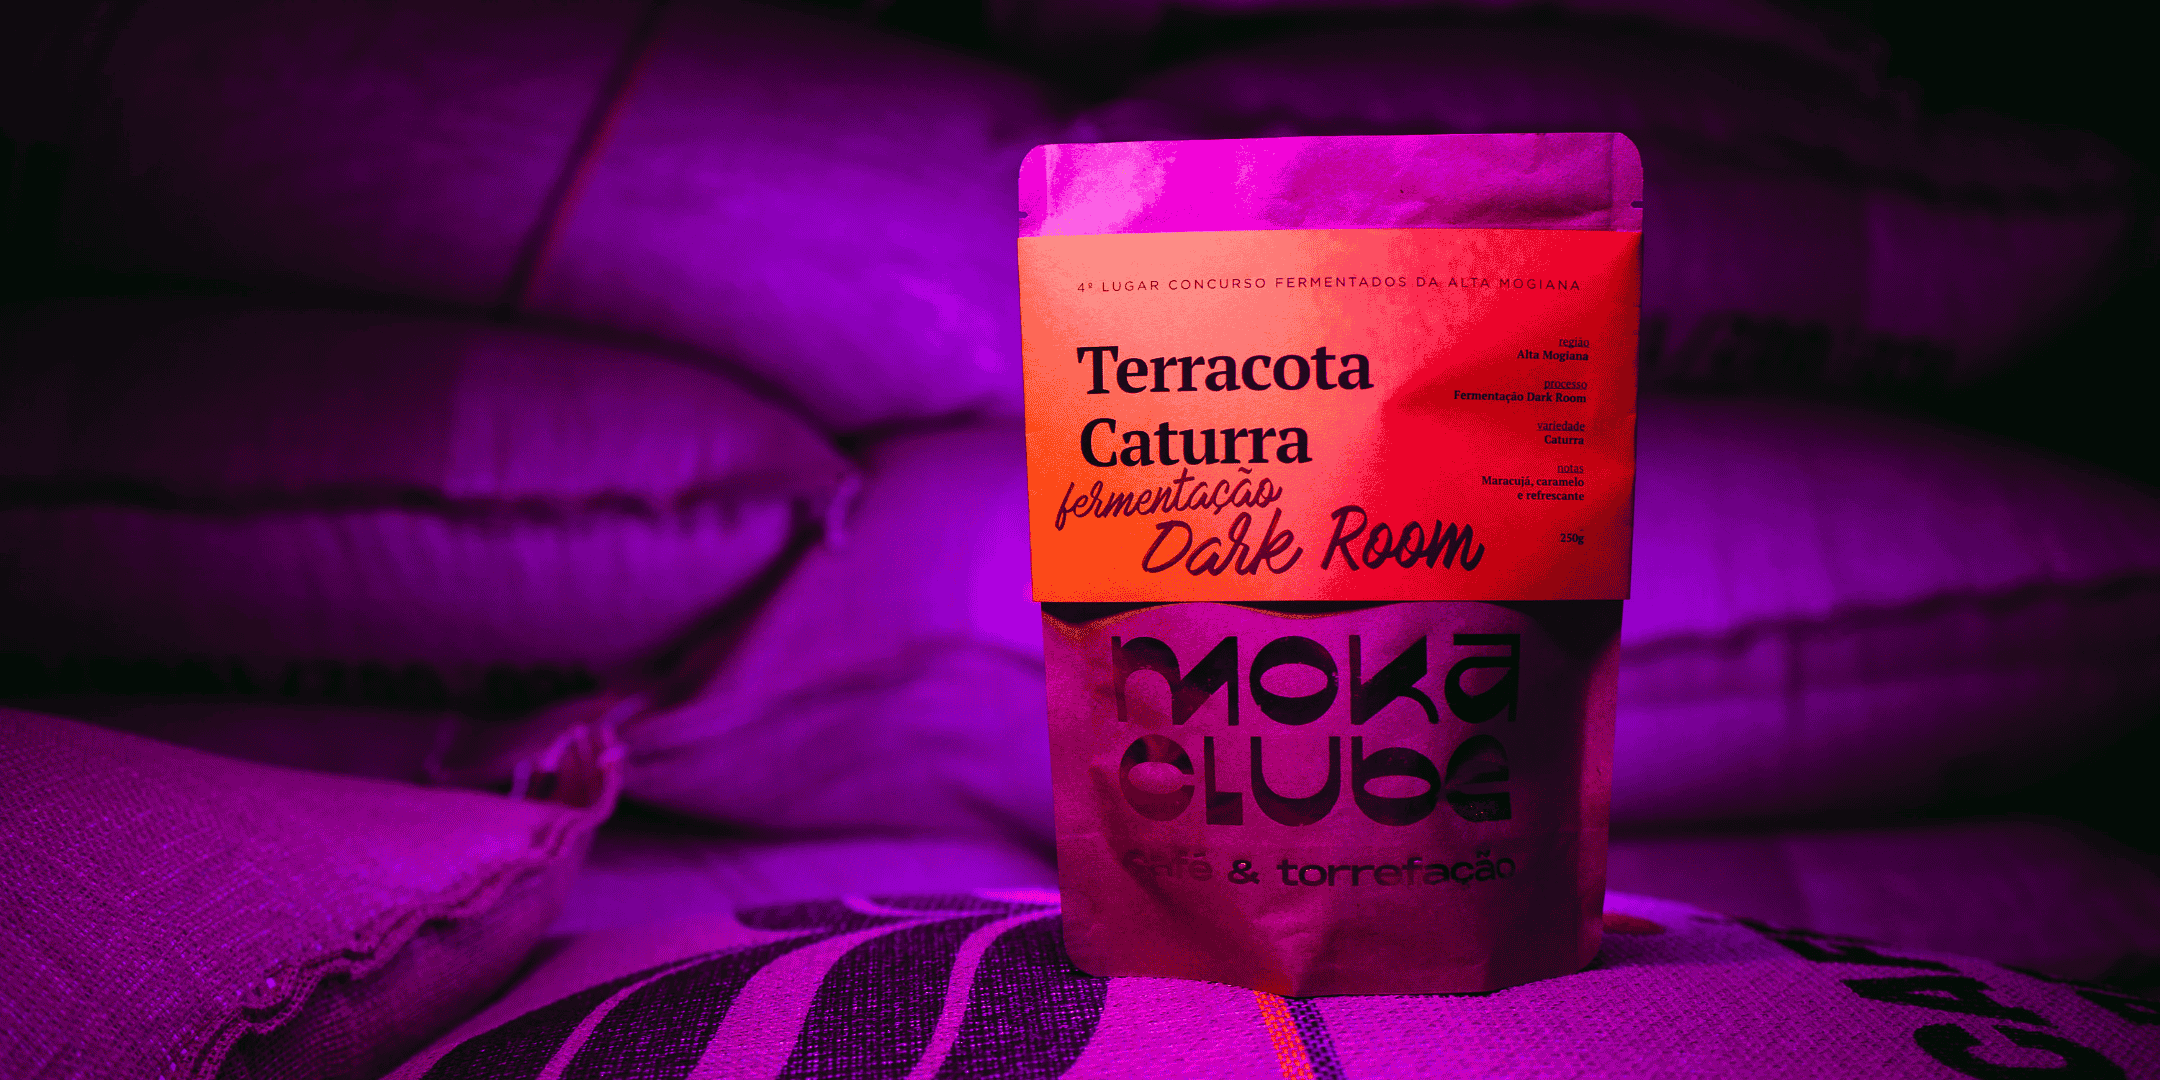 4º LUGAR CONCURSO FERMENTADOS DA ALTA MOGIANA
Terracota
Caturra
fermentação
Dark Room
região
Alta Mogiana
processo
Fermentação Dark Room
variedade
Caturra
notas
Maracujá, caramelo
e refrescante
250g
moka
clube
café & torrefação